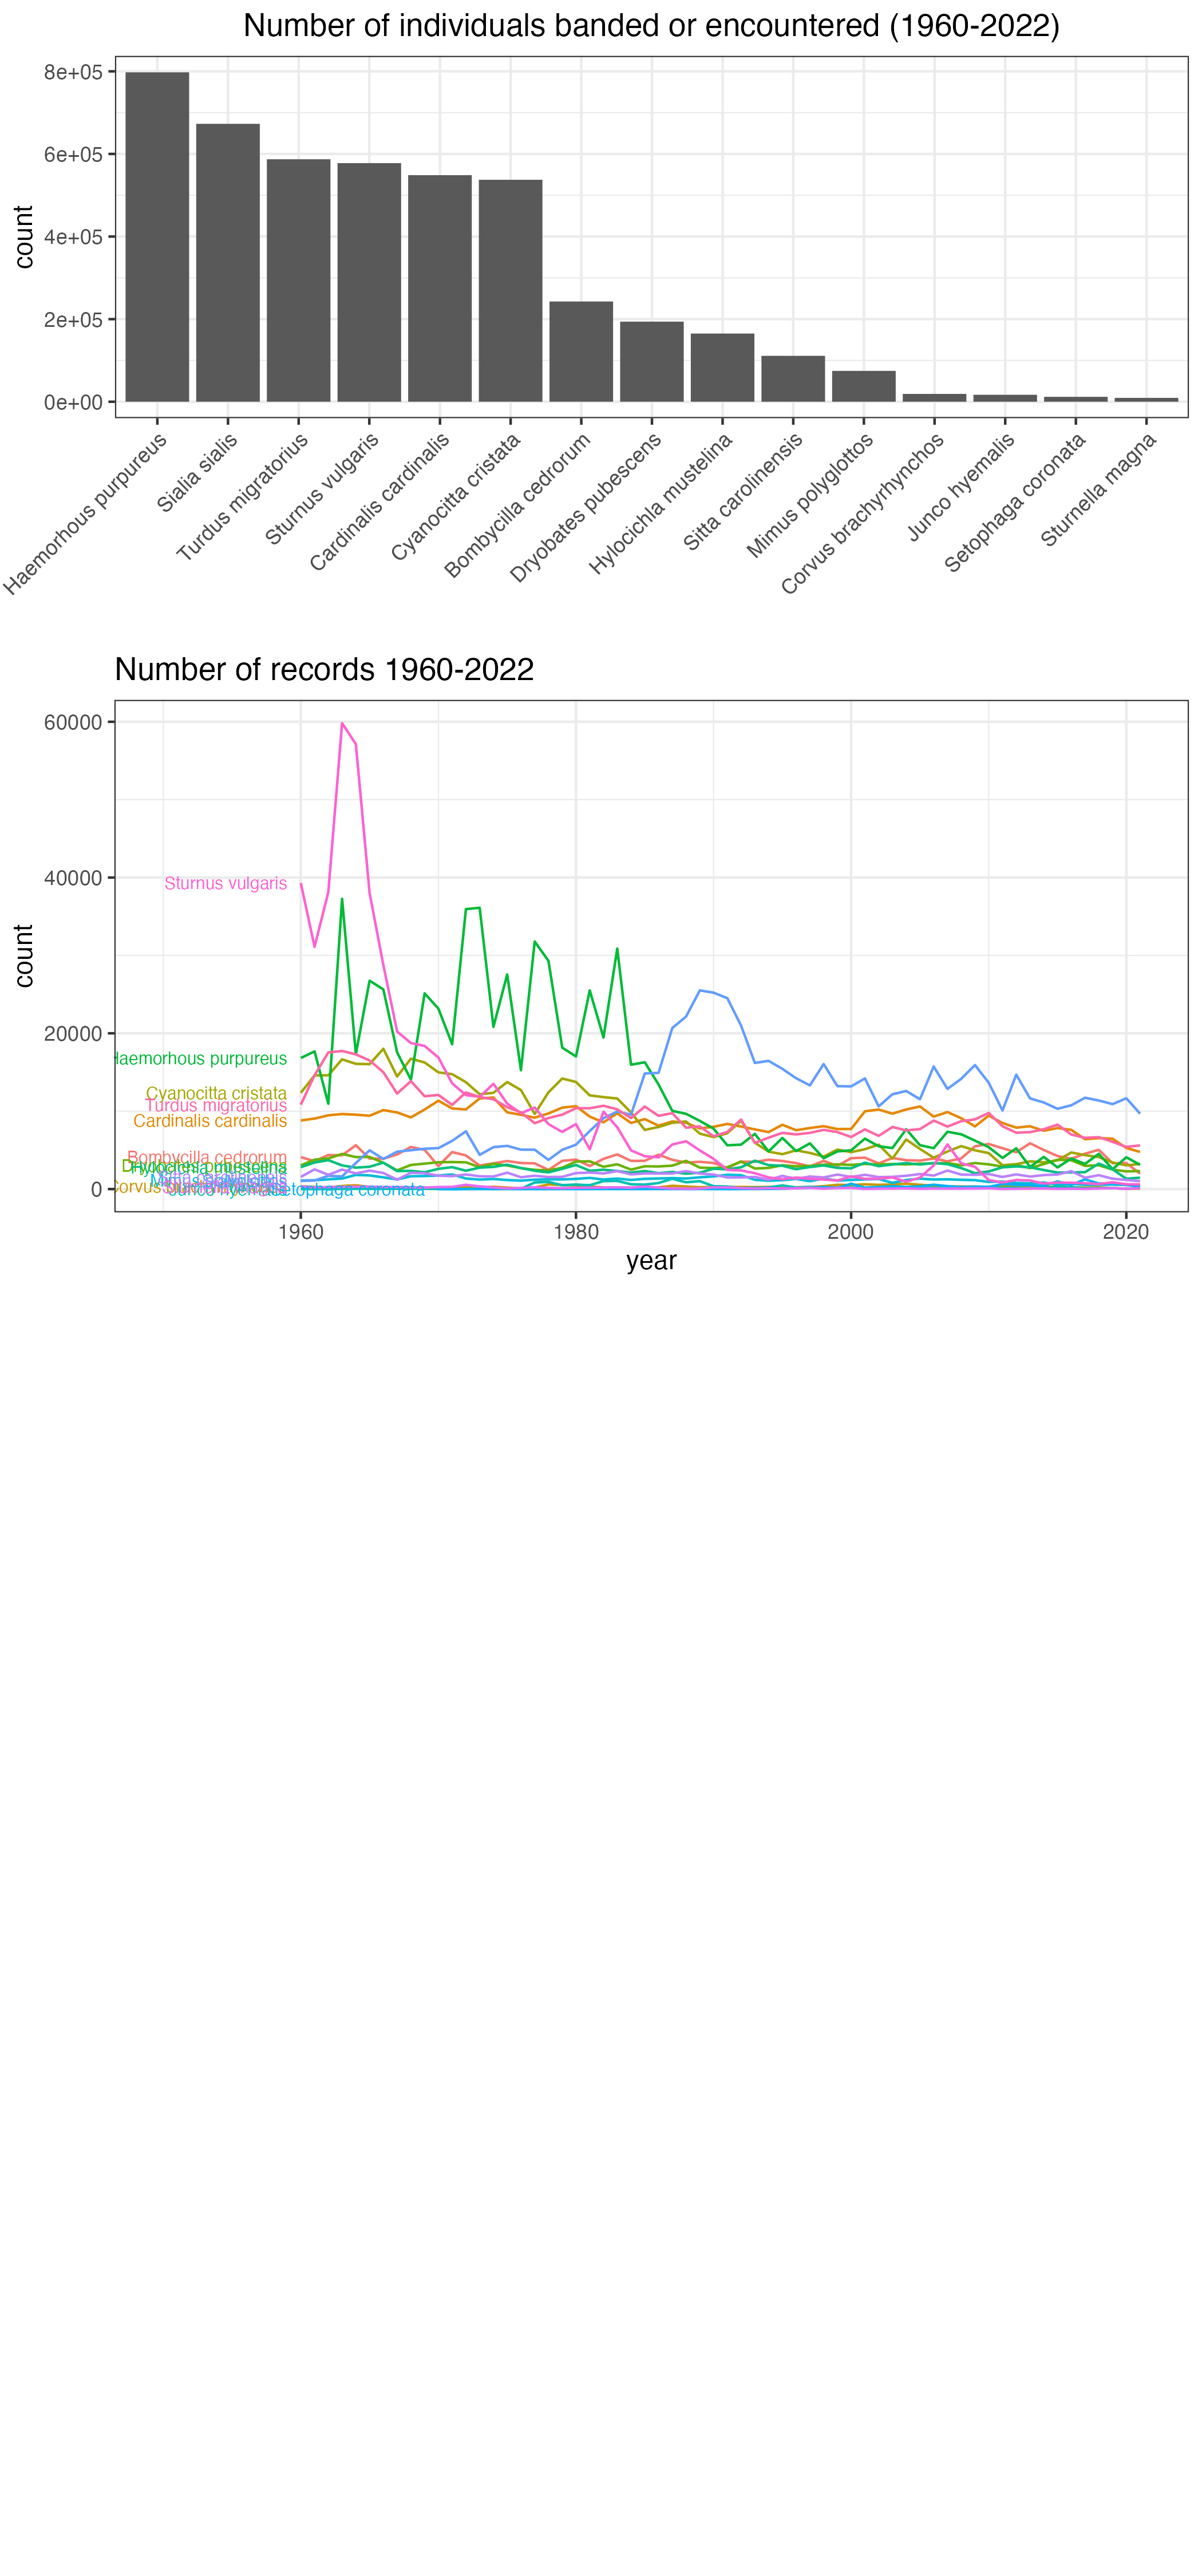 Number of individuals banded or encountered (1960-2022)
8e+05
6e+05
4e+05
2e+05
0e+00
count
Haemorhous purpureus
Sialia sialis
Turdus migratorius
Sturnus vulgaris
Cardinalis cardinalis
Cyanocitta cristata
Bombycilla cedrorum
Dryobates pubescens
Hylocichla mustelina
Sitta carolinensis
Mimus polyglottos
Corvus brachyrhynchos
Junco hyemalis
Setophaga coronata
Sturnella magna
Number of records 1960-2022
60000
40000
20000
0
count
Sturnus vulgaris
Haemorhous purpureus
Cyanocitta cristata
Turdus migratorius
Cardinalis cardinalis
Bombycilla cedrorum
Setophaga coronata
1960
1980
2000
2020
year